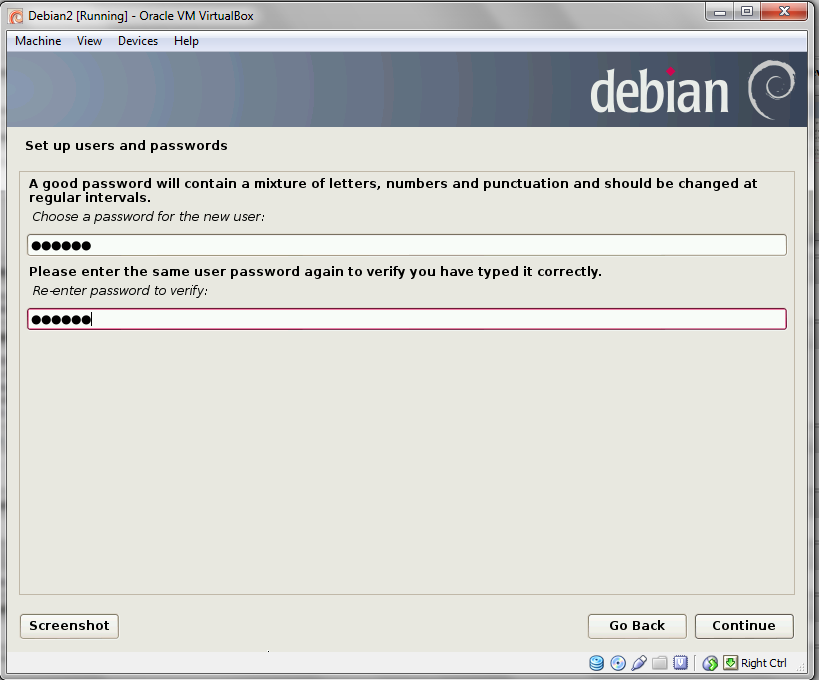 Debian2 [Running] - Oracle VM VirtualBox
Machine View Devices Help
debian
Set up users and passwords
A good password will contain a mixture of letters, numbers and punctuation and should be changed at
regular intervals.
Choose a password for the new user:
●●●●●●
Please enter the same user password again to verify you have typed it correctly.
Re-enter password to verify:
●●●●●●
Screenshot Go Back Continue
Right Ctrl